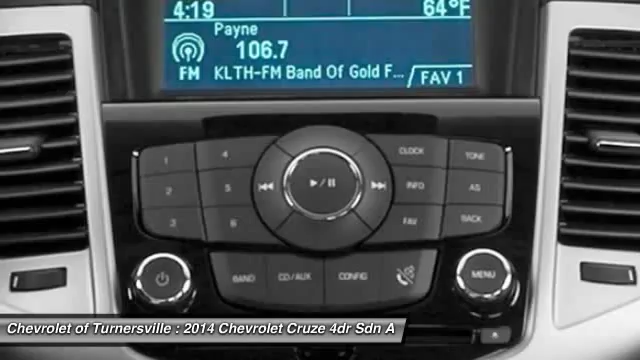 4:19 64°F
Payne
106.7
FM KLTH-FM Band Of Gold F...
FAV 1
1 4 CLOCK TONE
2 5 INFO AS
3 6 FAV BACK
BAND CD/AUX CONFIG MENU
Chevrolet of Turnersville : 2014 Chevrolet Cruze 4dr Sdn A